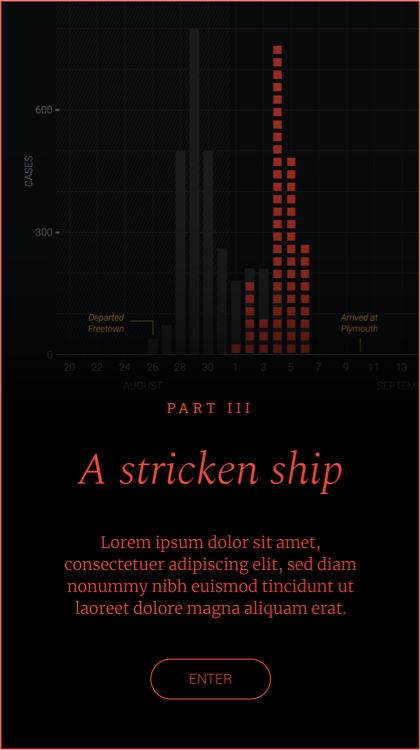 600
CASES
300
Departed
Freetown
Arrived at
Plymouth
0
20 22 24 26 28 30 1 3 5 7 9 11 13
AUGUST SEPTEM
PART III
A stricken ship
Lorem ipsum dolor sit amet,
consectetuer adipiscing elit, sed diam
nonummy nibh euismod tincidunt ut
laoreet dolore magna aliquam erat.
ENTER